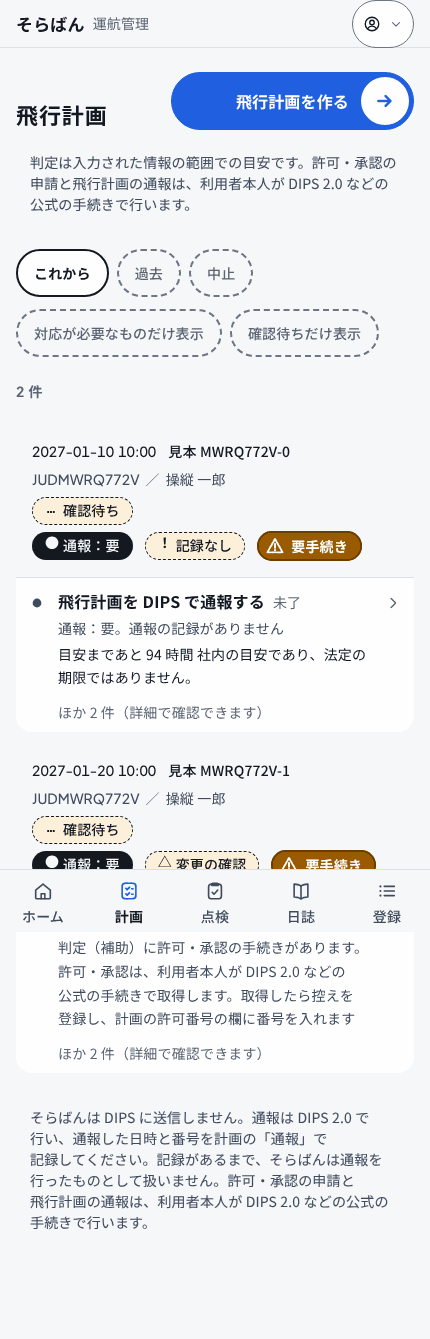 そらばん 運航管理
飛行計画を作る
飛行計画
判定は入力された情報の範囲での目安です。許可・承認の
申請と飛行計画の通報は、利用者本人が DIPS 2.0 などの
公式の手続きで行います。
これから 過去 中止
対応が必要なものだけ表示 確認待ちだけ表示
2 件
2027-01-10 10:00 見本 MWRQ772V-0
JUDMWRQ772V ／ 操縦 一郎
確認待ち
通報：要 ! 記録なし 要手続き
飛行計画を DIPS で通報する 未了
通報：要。通報の記録がありません
目安まであと 94 時間 社内の目安であり、法定の
期限ではありません。
ほか 2 件（詳細で確認できます）
2027-01-20 10:00 見本 MWRQ772V-1
JUDMWRQ772V ／ 操縦 一郎
確認待ち
通報：要 変更の確認 要手続き
ホーム 計画 点検 日誌 登録
判定（補助）に許可・承認の手続きがあります。
許可・承認は、利用者本人が DIPS 2.0 などの
公式の手続きで取得します。取得したら控えを
登録し、計画の許可番号の欄に番号を入れます
ほか 2 件（詳細で確認できます）
そらばんは DIPS に送信しません。通報は DIPS 2.0 で
行い、通報した日時と番号を計画の「通報」で
記録してください。記録があるまで、そらばんは通報を
行ったものとして扱いません。許可・承認の申請と
飛行計画の通報は、利用者本人が DIPS 2.0 などの公式の
手続きで行います。